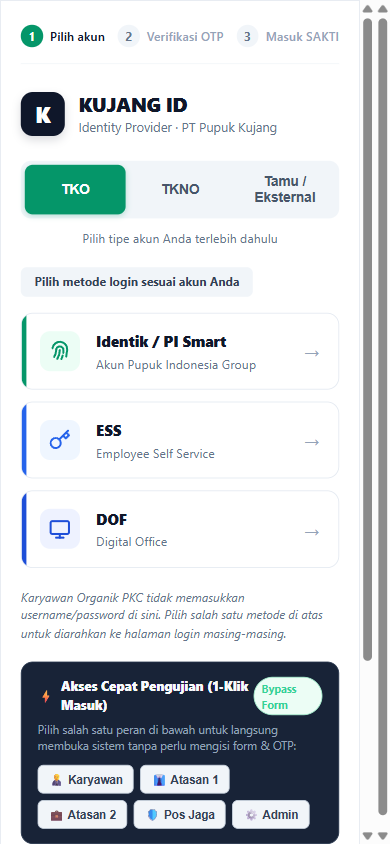 1 Pilih akun 2 Verifikasi OTP 3 Masuk SAKTI
K
KUJANG ID
Identity Provider · PT Pupuk Kujang
TKO TKNO Tamu /
Eksternal
Pilih tipe akun Anda terlebih dahulu
Pilih metode login sesuai akun Anda
Identik / PI Smart
Akun Pupuk Indonesia Group
→
ESS
Employee Self Service
→
DOF
Digital Office
→
Karyawan Organik PKC tidak memasukkan
username/password di sini. Pilih salah satu metode di atas
untuk diarahkan ke halaman login masing-masing.
Akses Cepat Pengujian (1-Klik
Masuk)
Bypass
Form
Pilih salah satu peran di bawah untuk langsung
membuka sistem tanpa perlu mengisi form & OTP:
Karyawan Atasan 1
Atasan 2 Pos Jaga Admin